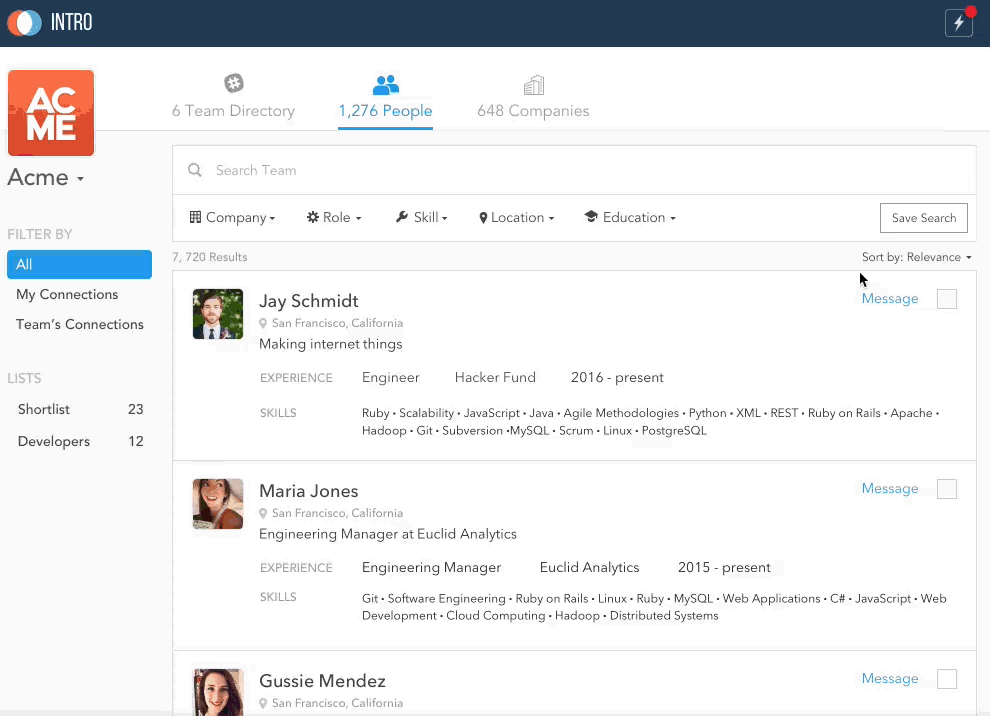 INTRO
AC
ME
Acme
6 Team Directory
1,276 People
648 Companies
Search Team
Company
Role
Skill
Location
Education
Save Search
FILTER BY
All
My Connections
Team's Connections
LISTS
Shortlist 23
Developers 12
7, 720 Results
Sort by: Relevance
Jay Schmidt
Message
San Francisco, California
Making internet things
EXPERIENCE Engineer Hacker Fund 2016 - present
SKILLS Ruby • Scalability • JavaScript • Java • Agile Methodologies • Python • XML • REST • Ruby on Rails • Apache •
Hadoop • Git • Subversion •MySQL • Scrum • Linux • PostgreSQL
Maria Jones
Message
San Francisco, California
Engineering Manager at Euclid Analytics
EXPERIENCE Engineering Manager Euclid Analytics 2015 - present
SKILLS Git • Software Engineering • Ruby on Rails • Linux • Ruby • MySQL • Web Applications • C# • JavaScript • Web
Development • Cloud Computing • Hadoop • Distributed Systems
Gussie Mendez
Message
San Francisco, California